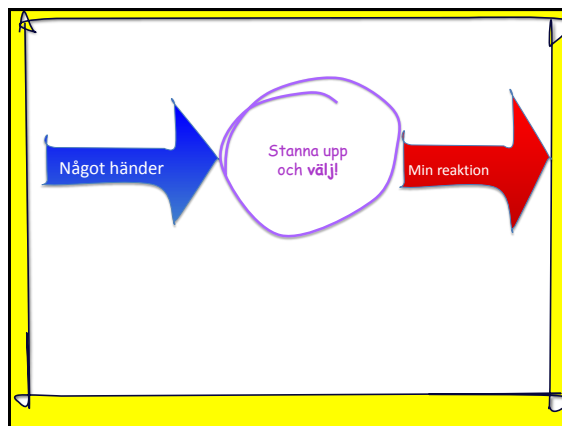 Något händer
Stanna upp
och välj!
Min reaktion